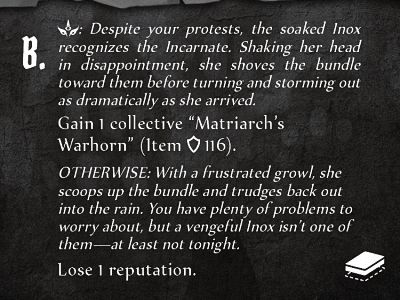 B.
: Despite your protests, the soaked Inox
recognizes the Incarnate. Shaking her head
in disappointment, she shoves the bundle
toward them before turning and storming out
as dramatically as she arrived.
Gain 1 collective “Matriarch’s
Warhorn” (Item 116).
OTHERWISE: With a frustrated growl, she
scoops up the bundle and trudges back out
into the rain. You have plenty of problems to
worry about, but a vengeful Inox isn’t one of
them—at least not tonight.
Lose 1 reputation.